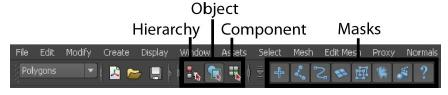 Object
Hierarchy Component Masks
File Edit Modify Create Display Window Assets Select Mesh Edit Mesh Proxy Normals
Polygons
?